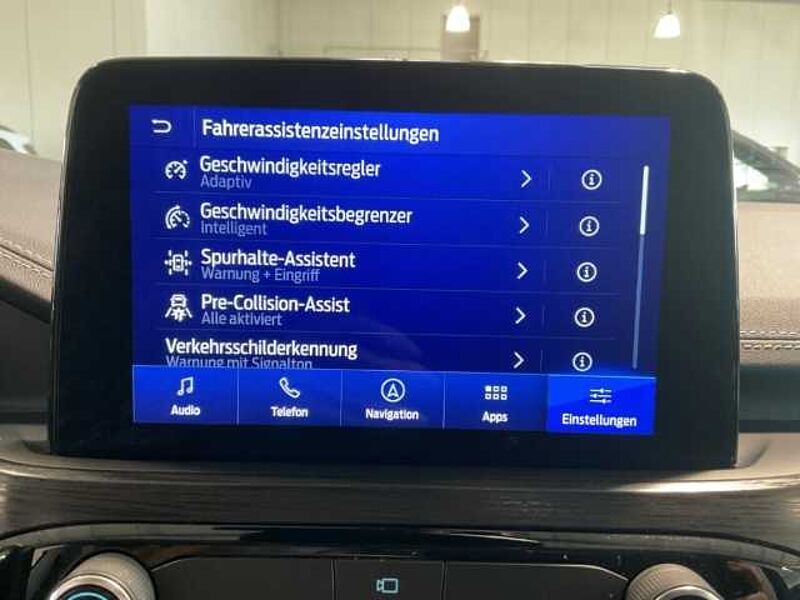 Fahrerassistenzeinstellungen
Geschwindigkeitsregler
Adaptiv
Geschwindigkeitsbegrenzer
Intelligent
Spurhalte-Assistent
Warnung + Eingriff
Pre-Collision-Assist
Alle aktiviert
Verkehrsschilderkennung
Warnung mit Signalton
Audio
Telefon
Navigation
Apps
Einstellungen